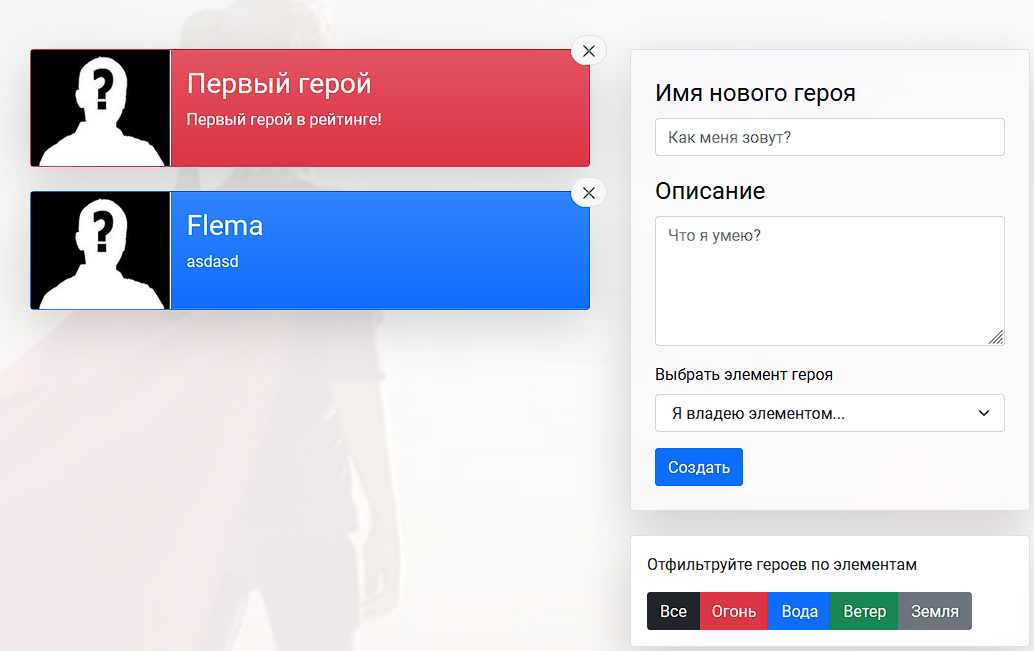 Первый герой
Первый герой в рейтинге!
Flema
asdasd
Имя нового героя
Как меня зовут?
Описание
Что я умею?
Выбрать элемент героя
Я владею элементом...
Создать
Отфильтруйте героев по элементам
Все Огонь Вода Ветер Земля